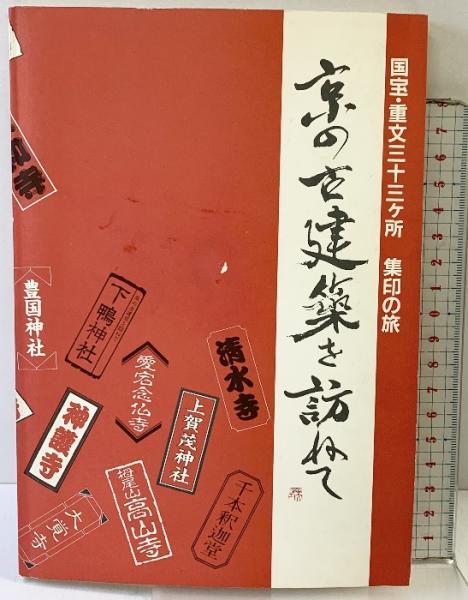 国宝・重文三十三ヶ所 集印の旅
京の古建築を訪ねて
豊国神社
下鴨神社
愛宕念仏寺
清水寺
上賀茂神社
神護寺
栂尾山
高山寺
千本釈迦堂
大覚寺